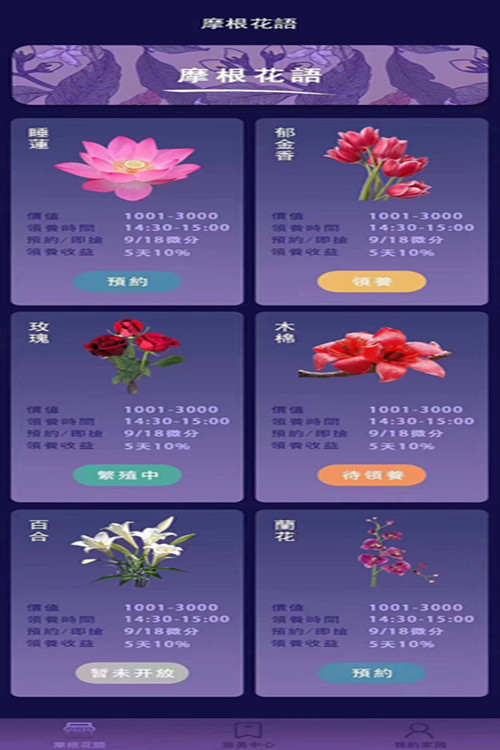 摩根花語
摩根花語
睡蓮
價值 1001-3000
領養時間 14:30-15:00
預約/即搶 9/18微分
領養收益 5天10%
預約
郁金香
價值 1001-3000
領養時間 14:30-15:00
預約/即搶 9/18微分
領養收益 5天10%
領養
玫瑰
價值 1001-3000
領養時間 14:30-15:00
預約/即搶 9/18微分
領養收益 5天10%
繁殖中
木棉
價值 1001-3000
領養時間 14:30-15:00
預約/即搶 9/18微分
領養收益 5天10%
待領養
百合
價值 1001-3000
領養時間 14:30-15:00
預約/即搶 9/18微分
領養收益 5天10%
暫未开放
蘭花
價值 1001-3000
領養時間 14:30-15:00
預約/即搶 9/18微分
領養收益 5天10%
預約
摩根花語
服务中心
我的家园